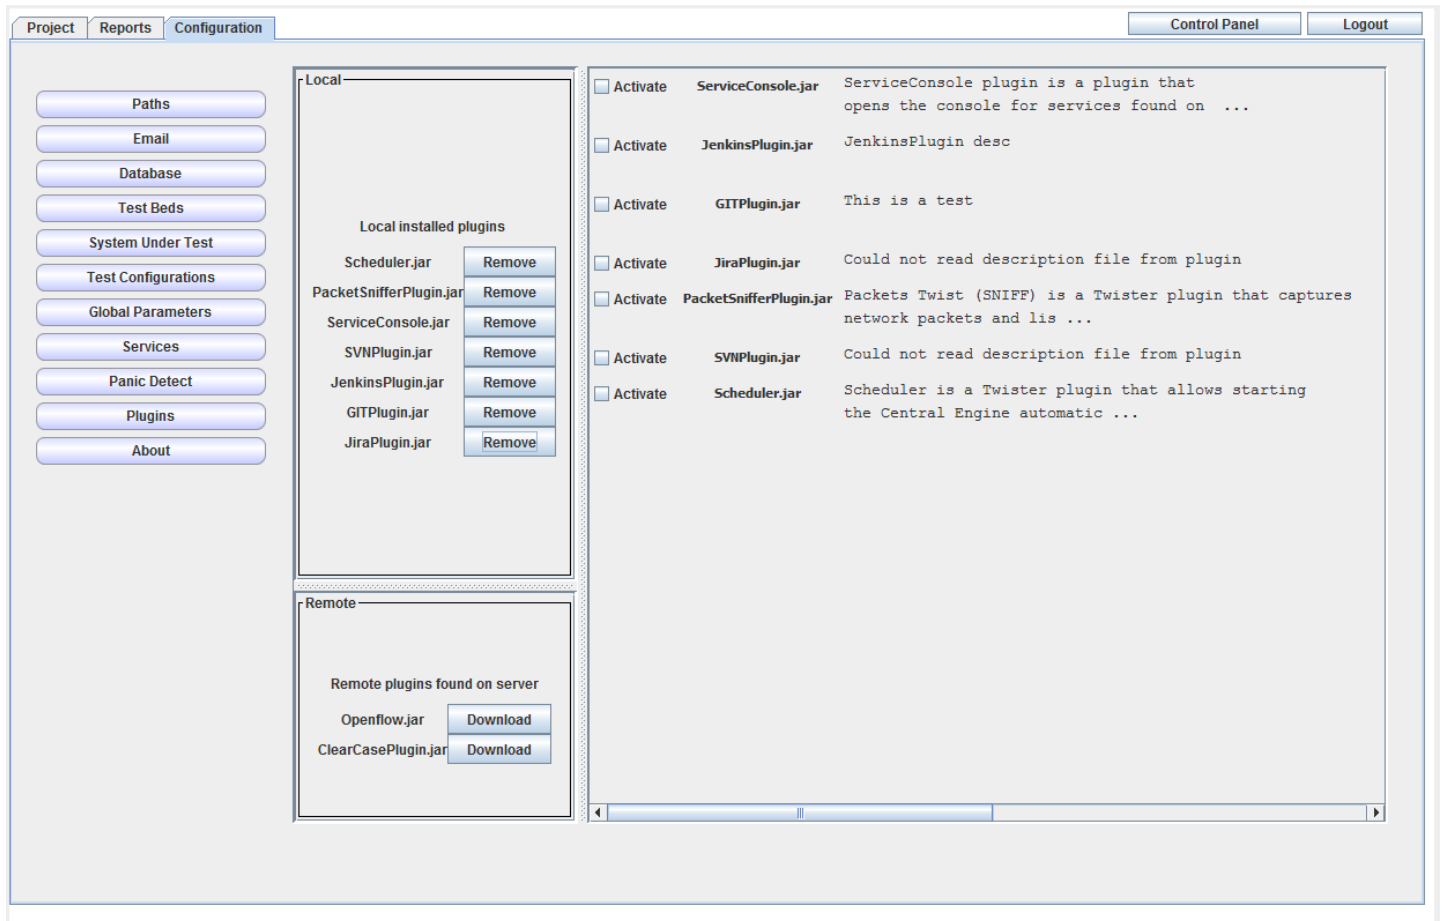 Project Reports Configuration Control Panel Logout
Paths
Email
Database
Test Beds
System Under Test
Test Configurations
Global Parameters
Services
Panic Detect
Plugins
About
Local
Local installed plugins
Scheduler.jar Remove
PacketSnifferPlugin.jar Remove
ServiceConsole.jar Remove
SVNPlugin.jar Remove
JenkinsPlugin.jar Remove
GITPlugin.jar Remove
JiraPlugin.jar Remove
Remote
Remote plugins found on server
Openflow.jar Download
ClearCasePlugin.jar Download
Activate ServiceConsole.jar ServiceConsole plugin is a plugin that
opens the console for services found on ...
Activate JenkinsPlugin.jar JenkinsPlugin desc
Activate GITPlugin.jar This is a test
Activate JiraPlugin.jar Could not read description file from plugin
Activate PacketSnifferPlugin.jar Packets Twist (SNIFF) is a Twister plugin that captures
network packets and lis ...
Activate SVNPlugin.jar Could not read description file from plugin
Activate Scheduler.jar Scheduler is a Twister plugin that allows starting
the Central Engine automatic ...